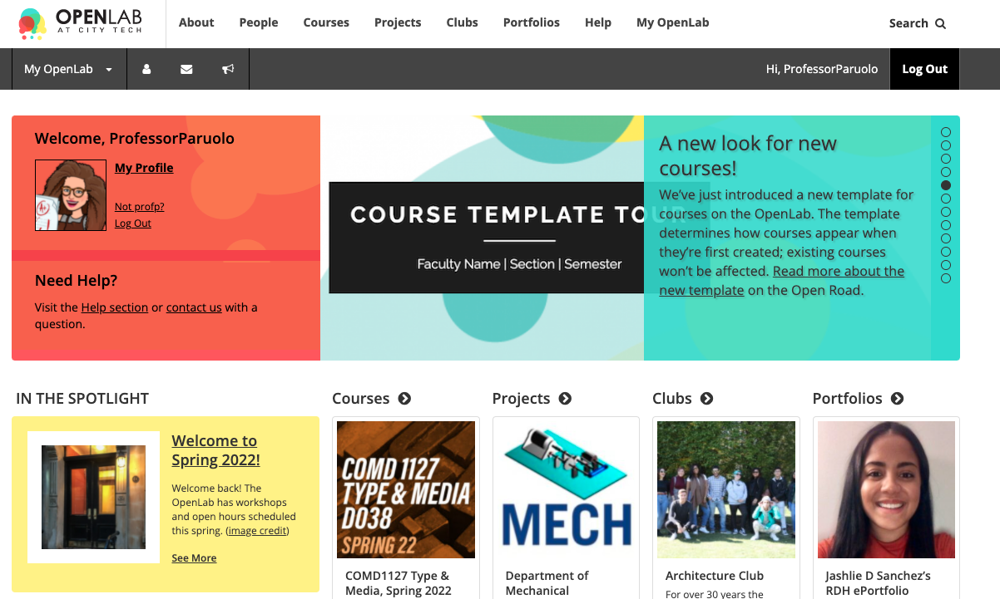 OPENLAB
AT CITY TECH
About People Courses Projects Clubs Portfolios Help My OpenLab Search
My OpenLab Hi, ProfessorParuolo Log Out
Welcome, ProfessorParuolo
My Profile
Not profp?
Log Out
Need Help?
Visit the Help section or contact us with a
question.
COURSE TEMPLATE TOUR
Faculty Name | Section | Semester
A new look for new
courses!
We've just introduced a new template for
courses on the OpenLab. The template
determines how courses appear when
they're first created; existing courses
won't be affected. Read more about the
new template on the Open Road.
IN THE SPOTLIGHT
Welcome to
Spring 2022!
Welcome back! The
OpenLab has workshops
and open hours scheduled
this spring. (image credit)
See More
Courses
COMD 1127
TYPE & MEDIA
D038
SPRING 22
COMD1127 Type &
Media, Spring 2022
Projects
MECH
Department of
Mechanical
Clubs
Architecture Club
For over 30 years the
Portfolios
Jashlie D Sanchez's
RDH ePortfolio